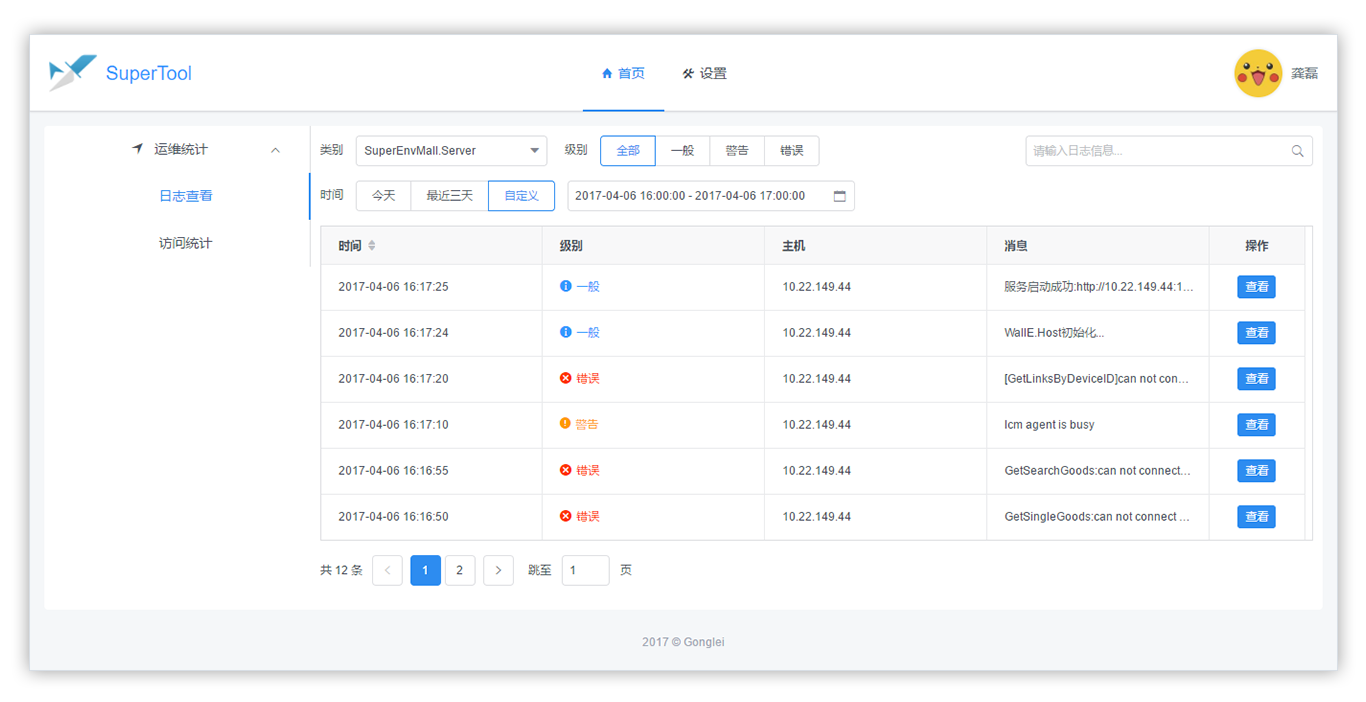 SuperTool 首页 设置 龚磊
运维统计
日志查看
访问统计
类别 SuperEnvMall.Server 级别 全部 一般 警告 错误 请输入日志信息...
时间 今天 最近三天 自定义 2017-04-06 16:00:00 - 2017-04-06 17:00:00
时间 级别 主机 消息 操作
2017-04-06 16:17:25 一般 10.22.149.44 服务启动成功:http://10.22.149.44:1... 查看
2017-04-06 16:17:24 一般 10.22.149.44 WallE.Host初始化... 查看
2017-04-06 16:17:20 错误 10.22.149.44 [GetLinksByDeviceID]can not con... 查看
2017-04-06 16:17:10 警告 10.22.149.44 Icm agent is busy 查看
2017-04-06 16:16:55 错误 10.22.149.44 GetSearchGoods:can not connect... 查看
2017-04-06 16:16:50 错误 10.22.149.44 GetSingleGoods:can not connect ... 查看
共 12 条 < 1 2 > 跳至 1 页
2017 © Gonglei